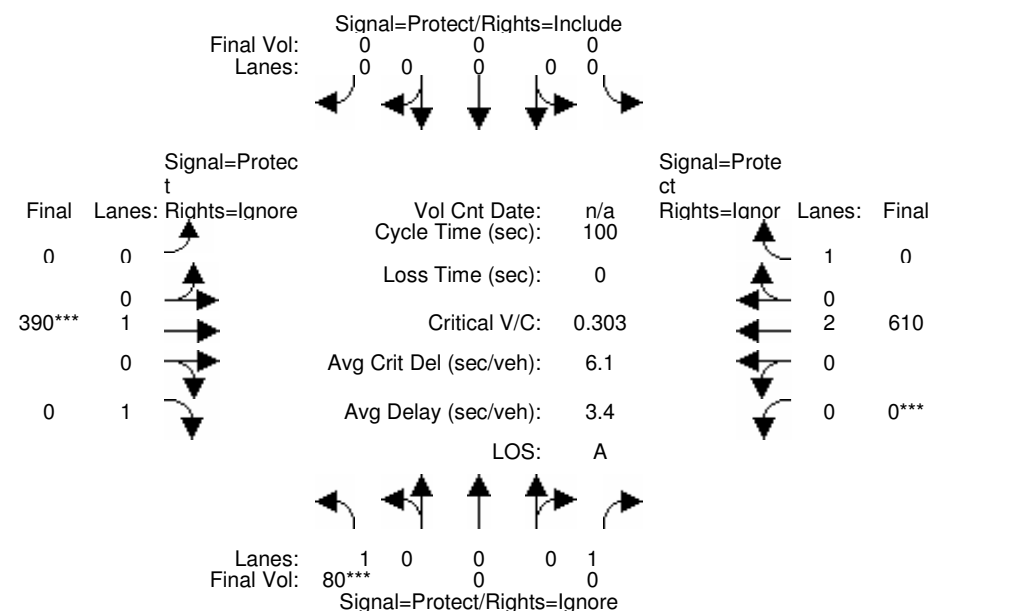 Signal=Protect/Rights=Include
Final Vol: 0 0 0
Lanes: 0 0 0 0 0
Signal=Protec
t
Signal=Prote
ct
Final Lanes: Rights=Ignore Vol Cnt Date: n/a Rights=Ignor Lanes: Final
Cycle Time (sec): 100
0 0 1 0
Loss Time (sec): 0
0 0
390*** 1 Critical V/C: 0.303 2 610
0 Avg Crit Del (sec/veh): 6.1 0
0 1 Avg Delay (sec/veh): 3.4 0 0***
LOS: A
Lanes: 1 0 0 0 1
Final Vol: 80*** 0 0
Signal=Protect/Rights=Ignore